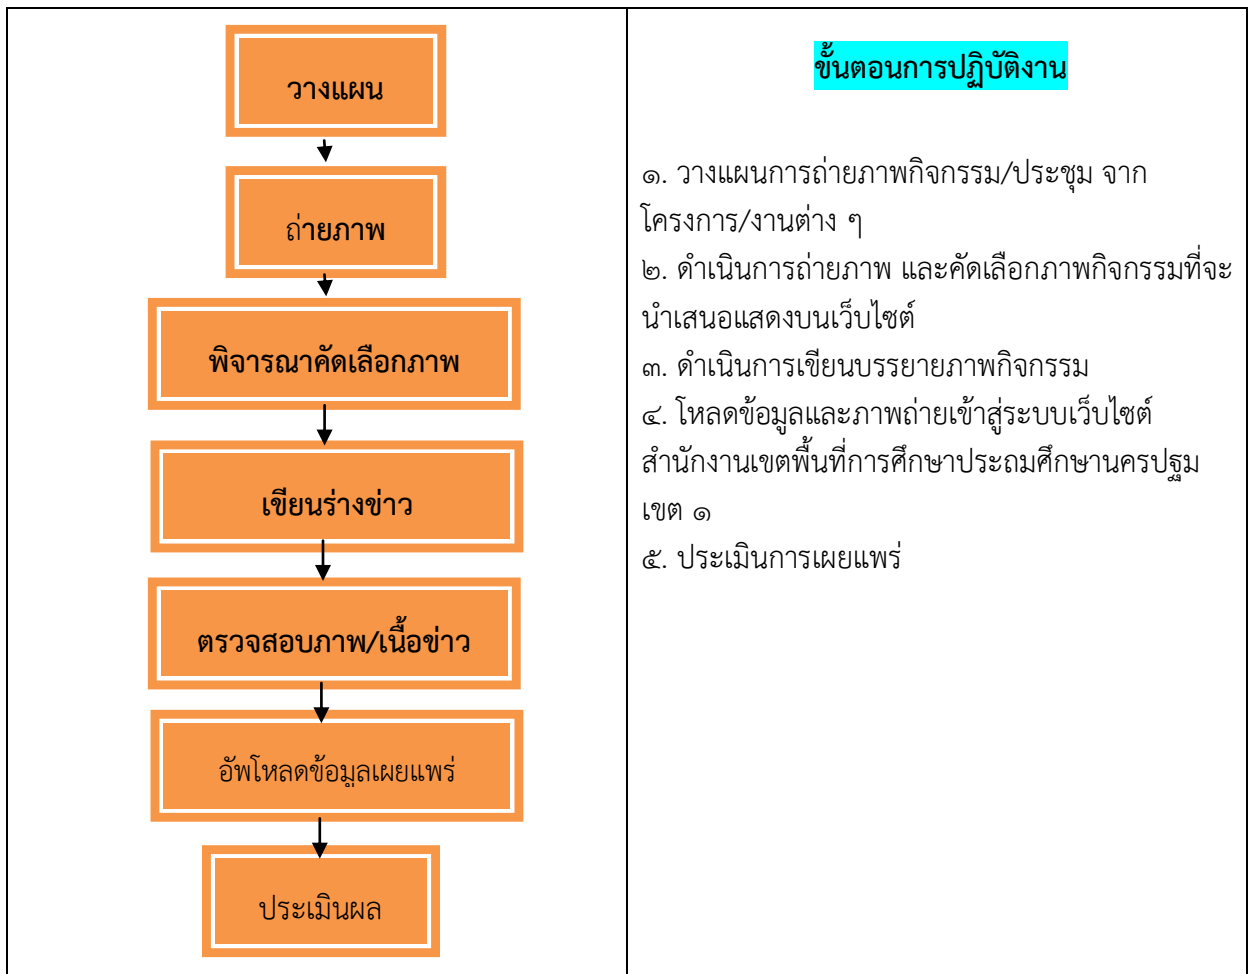 วางแผน
ถ่ายภาพ
พิจารณาคัดเลือกภาพ
เขียนร่างข่าว
ตรวจสอบภาพ/เนื้อข่าว
อัพโหลดข้อมูลเผยแพร่
ประเมินผล
ขั้นตอนการปฏิบัติงาน
๑. วางแผนการถ่ายภาพกิจกรรม/ประชุม จาก
โครงการ/งานต่าง ๆ
๒. ดำเนินการถ่ายภาพ และคัดเลือกภาพกิจกรรมที่จะ
นำเสนอแสดงบนเว็บไซต์
๓. ดำเนินการเขียนบรรยายภาพกิจกรรม
๔. โหลดข้อมูลและภาพถ่ายเข้าสู่ระบบเว็บไซต์
สำนักงานเขตพื้นที่การศึกษาประถมศึกษานครปฐม
เขต ๑
๕. ประเมินการเผยแพร่